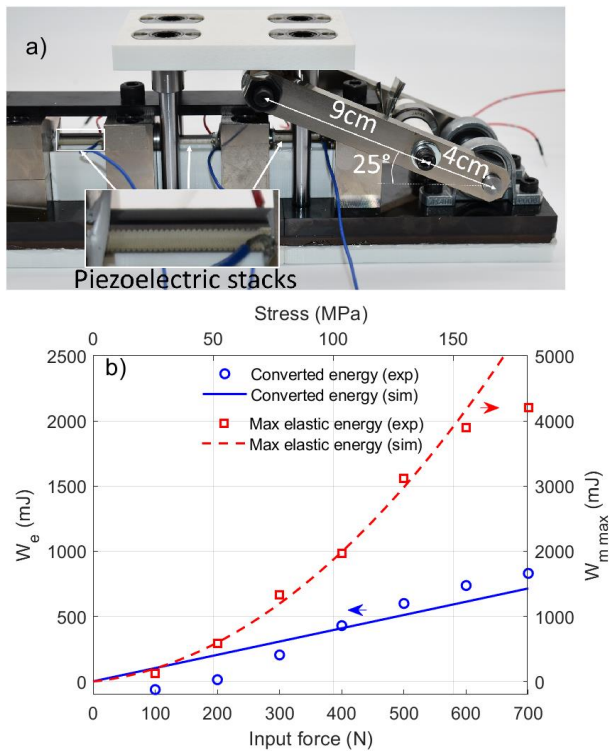 a)
9cm
4cm
25°
Piezoelectric stacks
Stress (MPa)
0 50 100 150
b)
Converted energy (exp)
Converted energy (sim)
Max elastic energy (exp)
Max elastic energy (sim)
2500
2000
1500
1000
500
0
We (mJ)
5000
4000
3000
2000
1000
0
Wm max (mJ)
0 100 200 300 400 500 600 700
Input force (N)